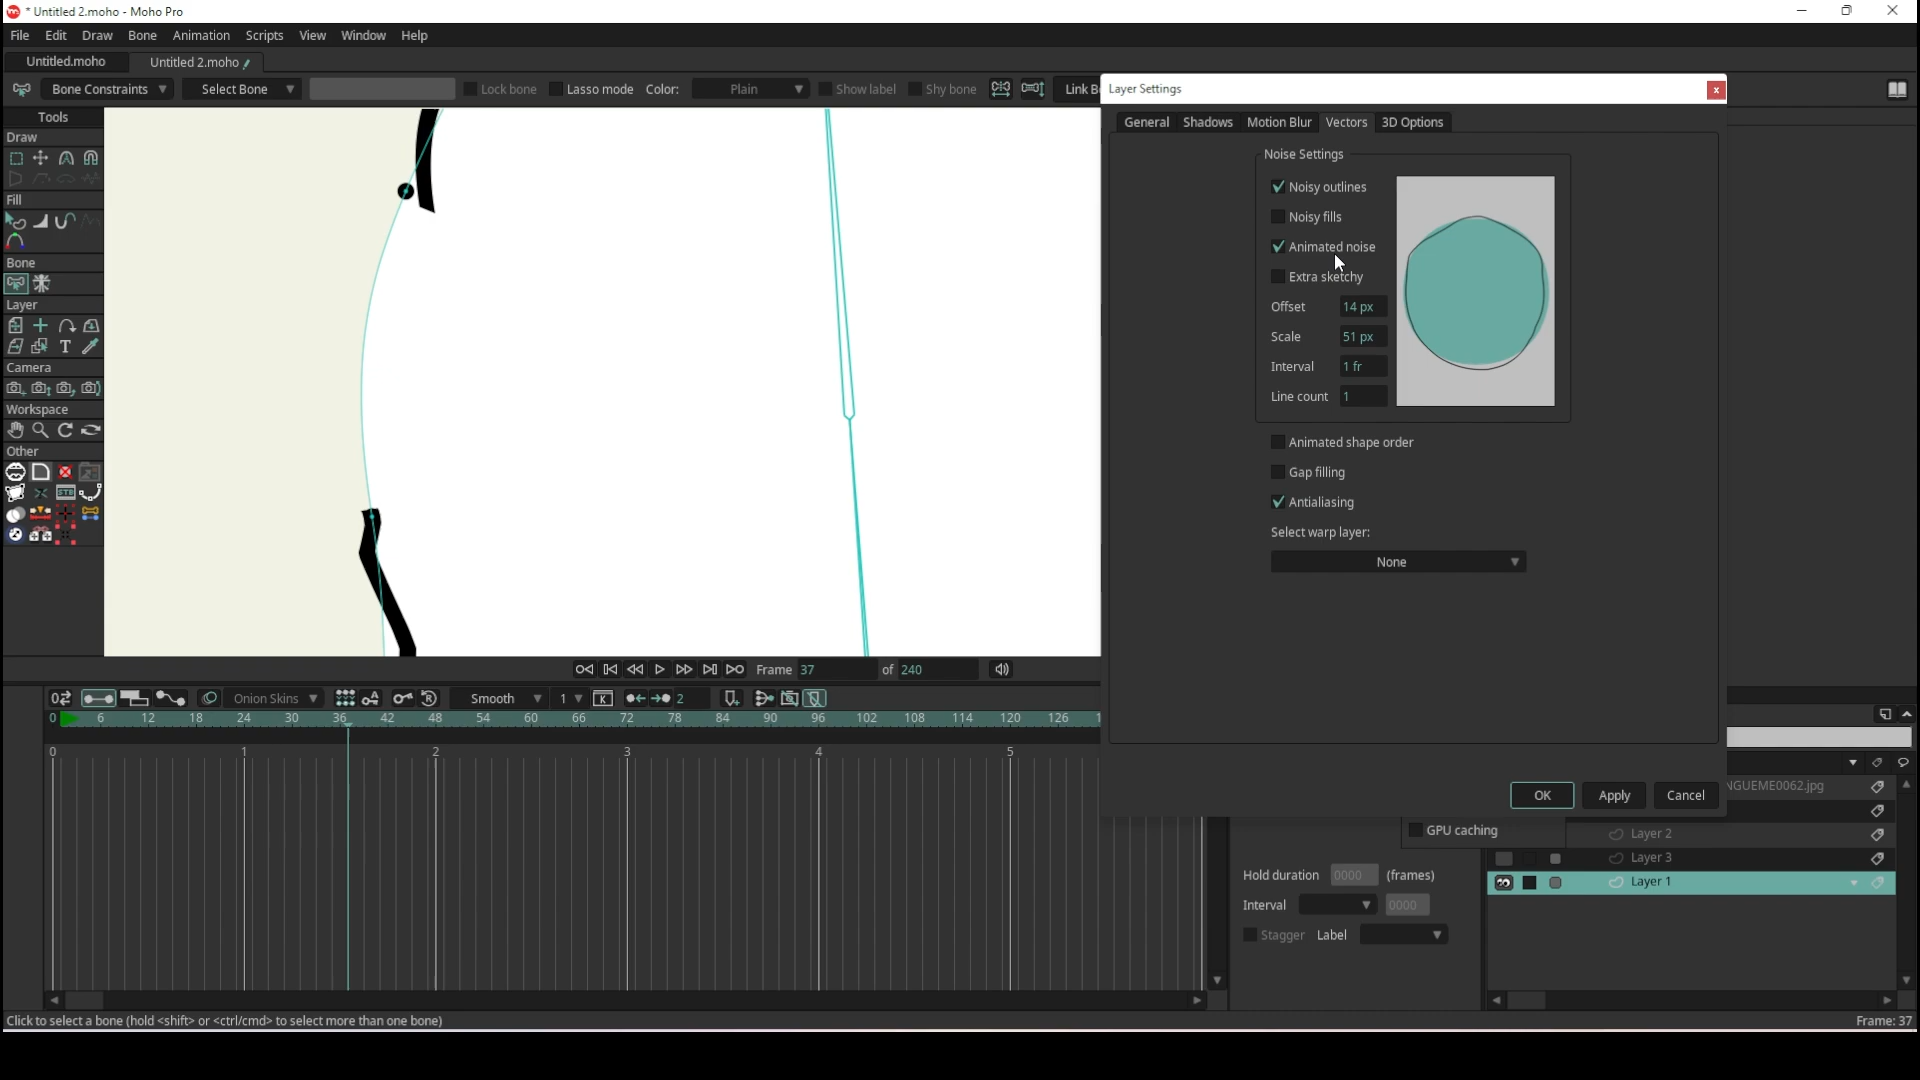 * Untitled 2.moho - Moho Pro
File Edit Draw Bone Animation Scripts View Window Help
Untitled.moho Untitled 2.moho
Bone Constraints Select Bone Lock bone Lasso mode Color: Plain Show label Shy bone Link B
Tools
Draw
Fill
Bone
Layer
Camera
Workspace
Other
Layer Settings
General Shadows Motion Blur Vectors 3D Options
Noise Settings
Noisy outlines
Noisy fills
Animated noise
Extra sketchy
Offset 14 px
Scale 51 px
Interval 1 fr
Line count 1
Animated shape order
Gap filling
Antialiasing
Select warp layer:
None
OK Apply Cancel
Frame 37 of 240
Onion Skins Smooth 1 2
0 6 12 18 24 30 36 42 48 54 60 66 72 78 84 90 96 102 108 114 120 126 1
0 1 2 3 4 5
GPU caching
Hold duration 0000 (frames)
Interval 0000
Stagger Label
NGUEME0062.jpg
Layer 2
Layer 3
Layer 1
Click to select a bone (hold <shift> or <ctrl/cmd> to select more than one bone)
Frame: 37